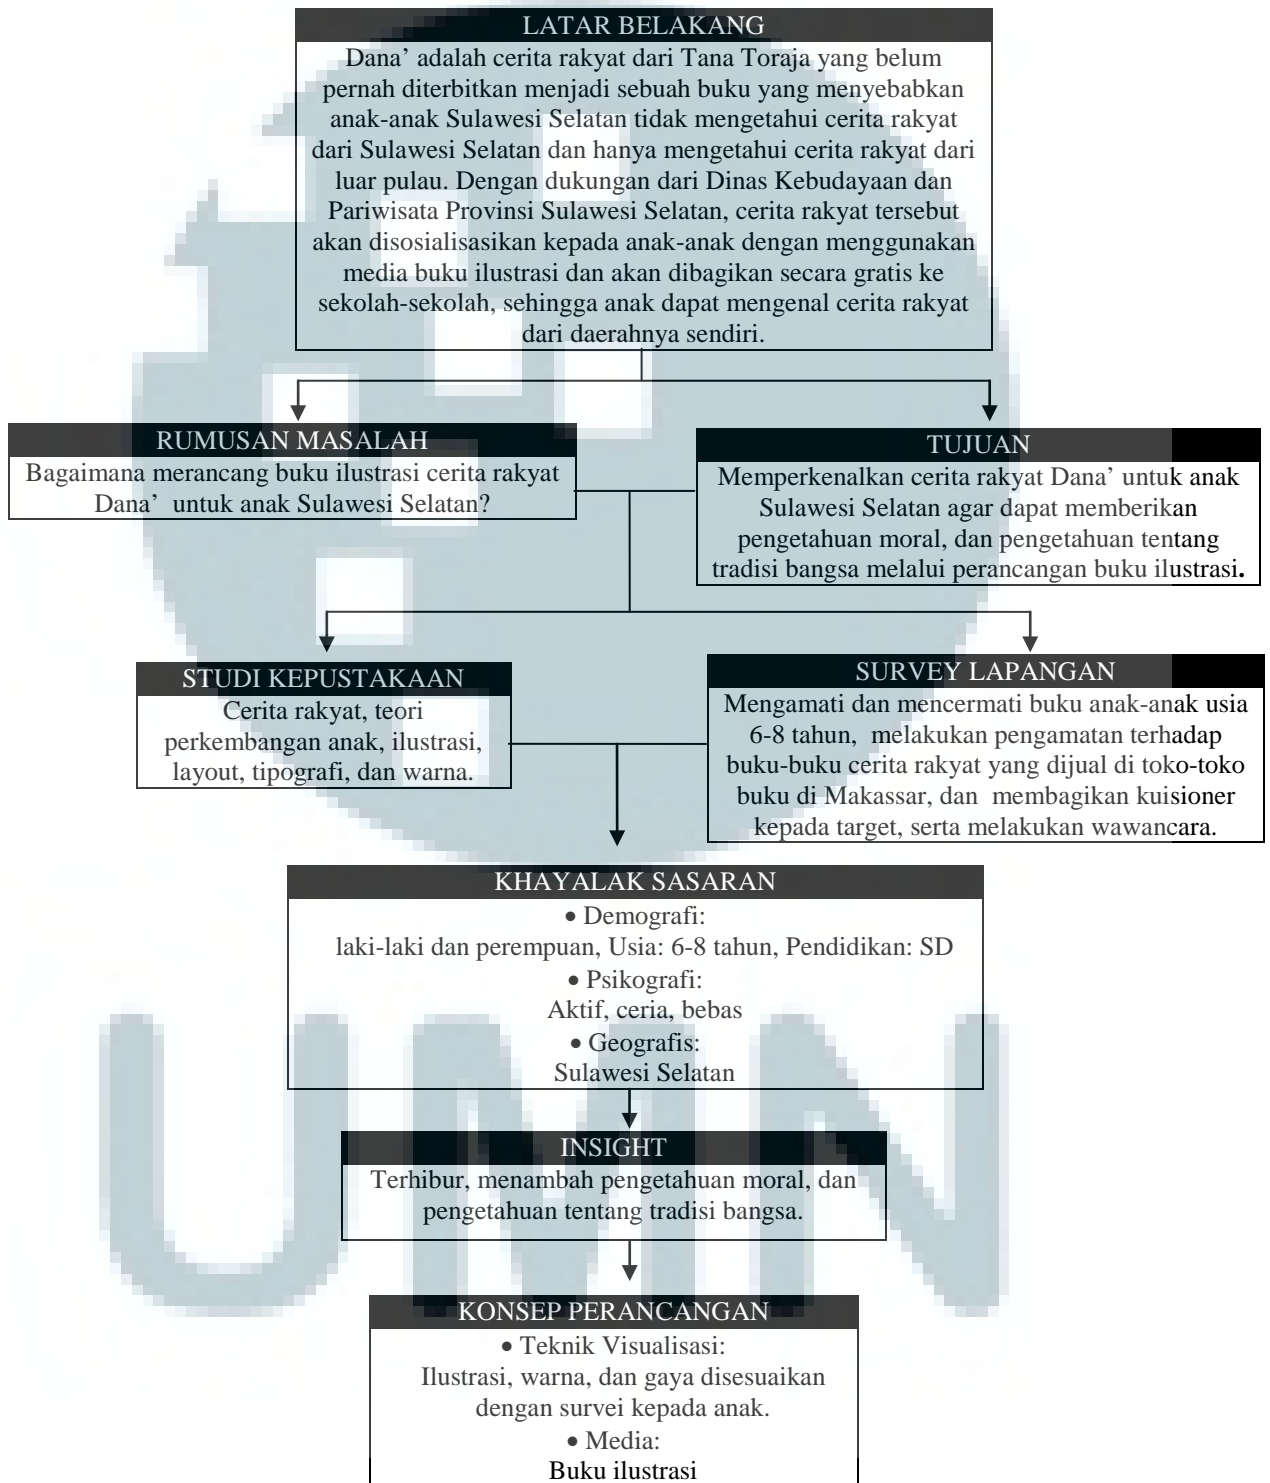 LATAR BELAKANG
Dana’ adalah cerita rakyat dari Tana Toraja yang belum
pernah diterbitkan menjadi sebuah buku yang menyebabkan
anak-anak Sulawesi Selatan tidak mengetahui cerita rakyat
dari Sulawesi Selatan dan hanya mengetahui cerita rakyat dari
luar pulau. Dengan dukungan dari Dinas Kebudayaan dan
Pariwisata Provinsi Sulawesi Selatan, cerita rakyat tersebut
akan disosialisasikan kepada anak-anak dengan menggunakan
media buku ilustrasi dan akan dibagikan secara gratis ke
sekolah-sekolah, sehingga anak dapat mengenal cerita rakyat
dari daerahnya sendiri.
RUMUSAN MASALAH
Bagaimana merancang buku ilustrasi cerita rakyat
Dana’ untuk anak Sulawesi Selatan?
TUJUAN
Memperkenalkan cerita rakyat Dana’ untuk anak
Sulawesi Selatan agar dapat memberikan
pengetahuan moral, dan pengetahuan tentang
tradisi bangsa melalui perancangan buku ilustrasi.
STUDI KEPUSTAKAAN
Cerita rakyat, teori
perkembangan anak, ilustrasi,
layout, tipografi, dan warna.
SURVEY LAPANGAN
Mengamati dan mencermati buku anak-anak usia
6-8 tahun, melakukan pengamatan terhadap
buku-buku cerita rakyat yang dijual di toko-toko
buku di Makassar, dan membagikan kuisioner
kepada target, serta melakukan wawancara.
KHAYALAK SASARAN
• Demografi:
laki-laki dan perempuan, Usia: 6-8 tahun, Pendidikan: SD
• Psikografi:
Aktif, ceria, bebas
• Geografis:
Sulawesi Selatan
INSIGHT
Terhibur, menambah pengetahuan moral, dan
pengetahuan tentang tradisi bangsa.
KONSEP PERANCANGAN
• Teknik Visualisasi:
Ilustrasi, warna, dan gaya disesuaikan
dengan survei kepada anak.
• Media:
Buku ilustrasi
UMN